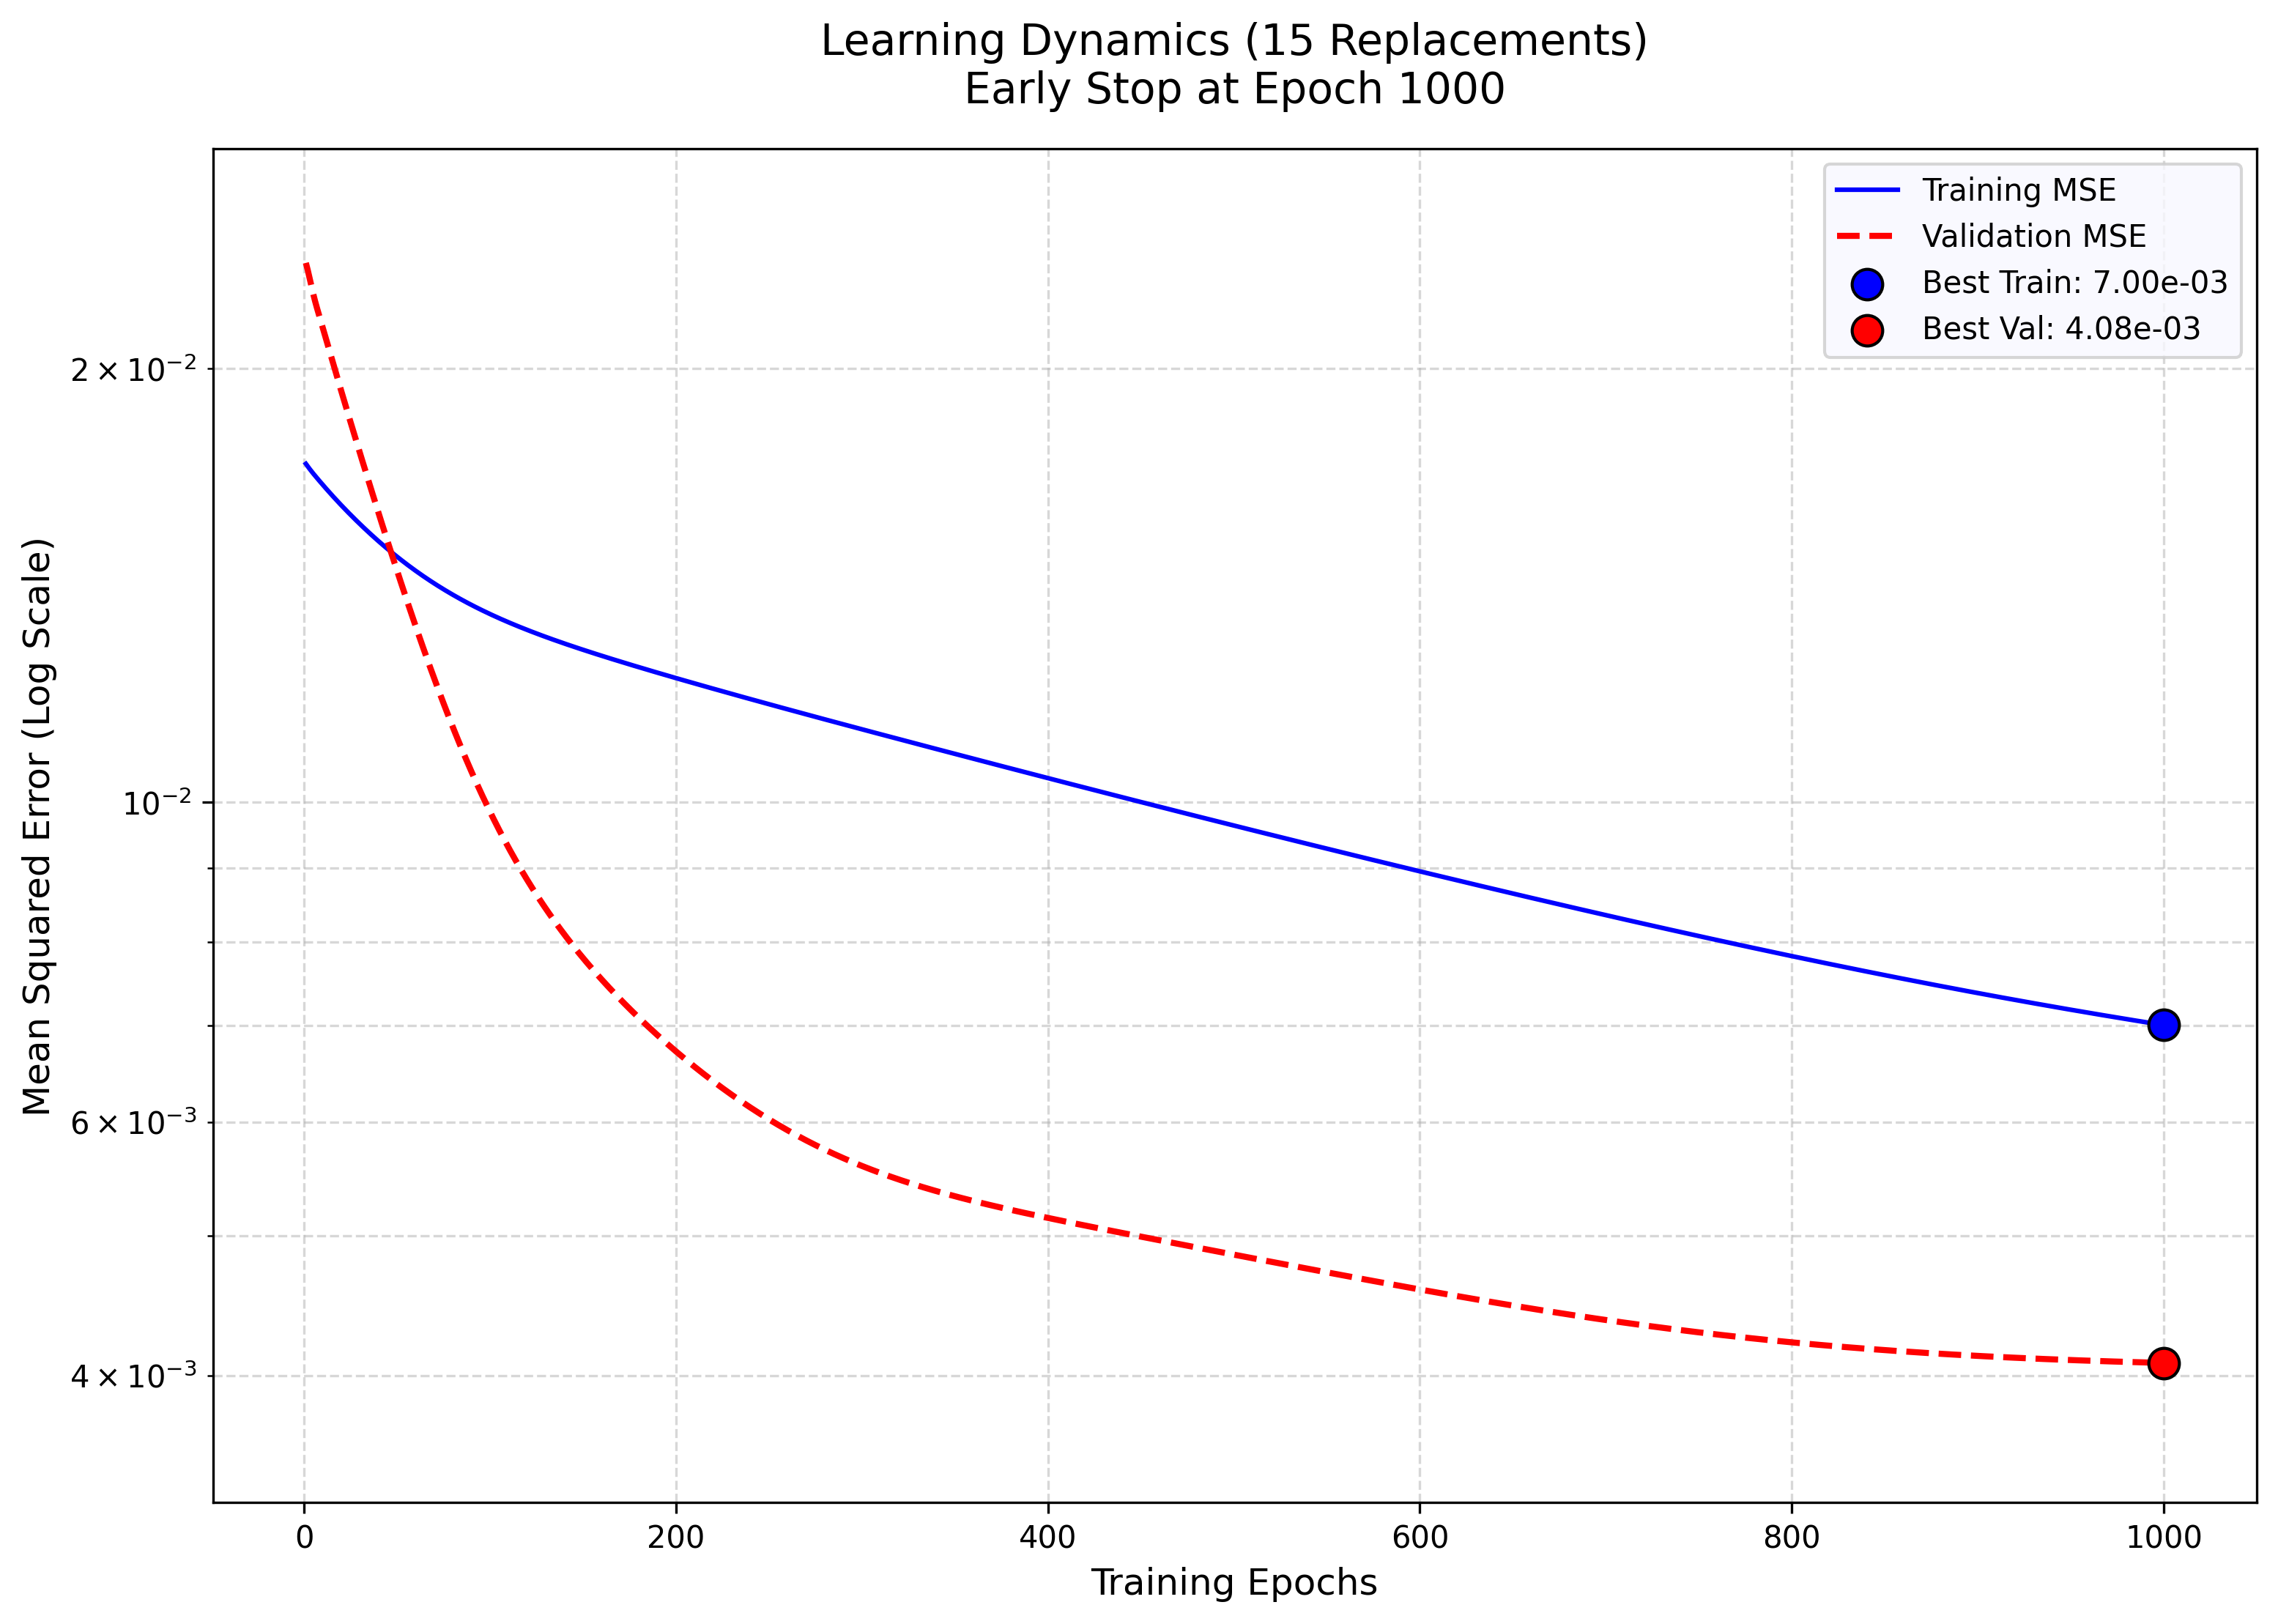 Learning Dynamics (15 Replacements)
Early Stop at Epoch 1000
Training MSE
Validation MSE
Best Train: 7.00e-03
Best Val: 4.08e-03
Mean Squared Error (Log Scale)
2 × 10⁻²
10⁻²
6 × 10⁻³
4 × 10⁻³
0 200 400 600 800 1000
Training Epochs